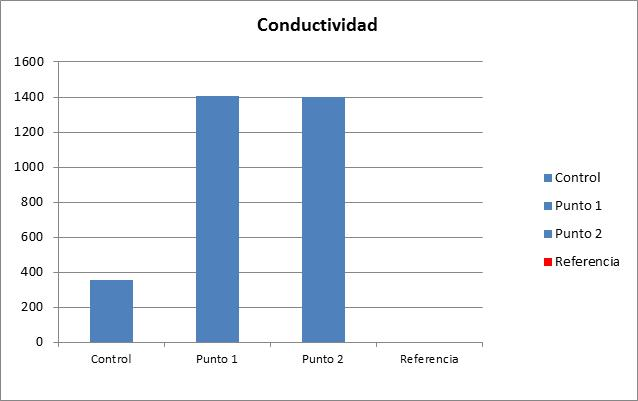 Conductividad
1600
1400
1200
1000
800
600
400
200
0
Control Punto 1 Punto 2 Referencia
Control
Punto 1
Punto 2
Referencia